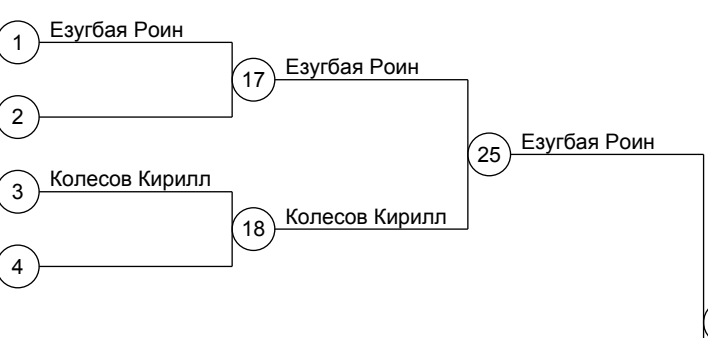 1 Езугбая Роин
17 Езугбая Роин
2
25 Езугбая Роин
3 Колесов Кирилл
18 Колесов Кирилл
4